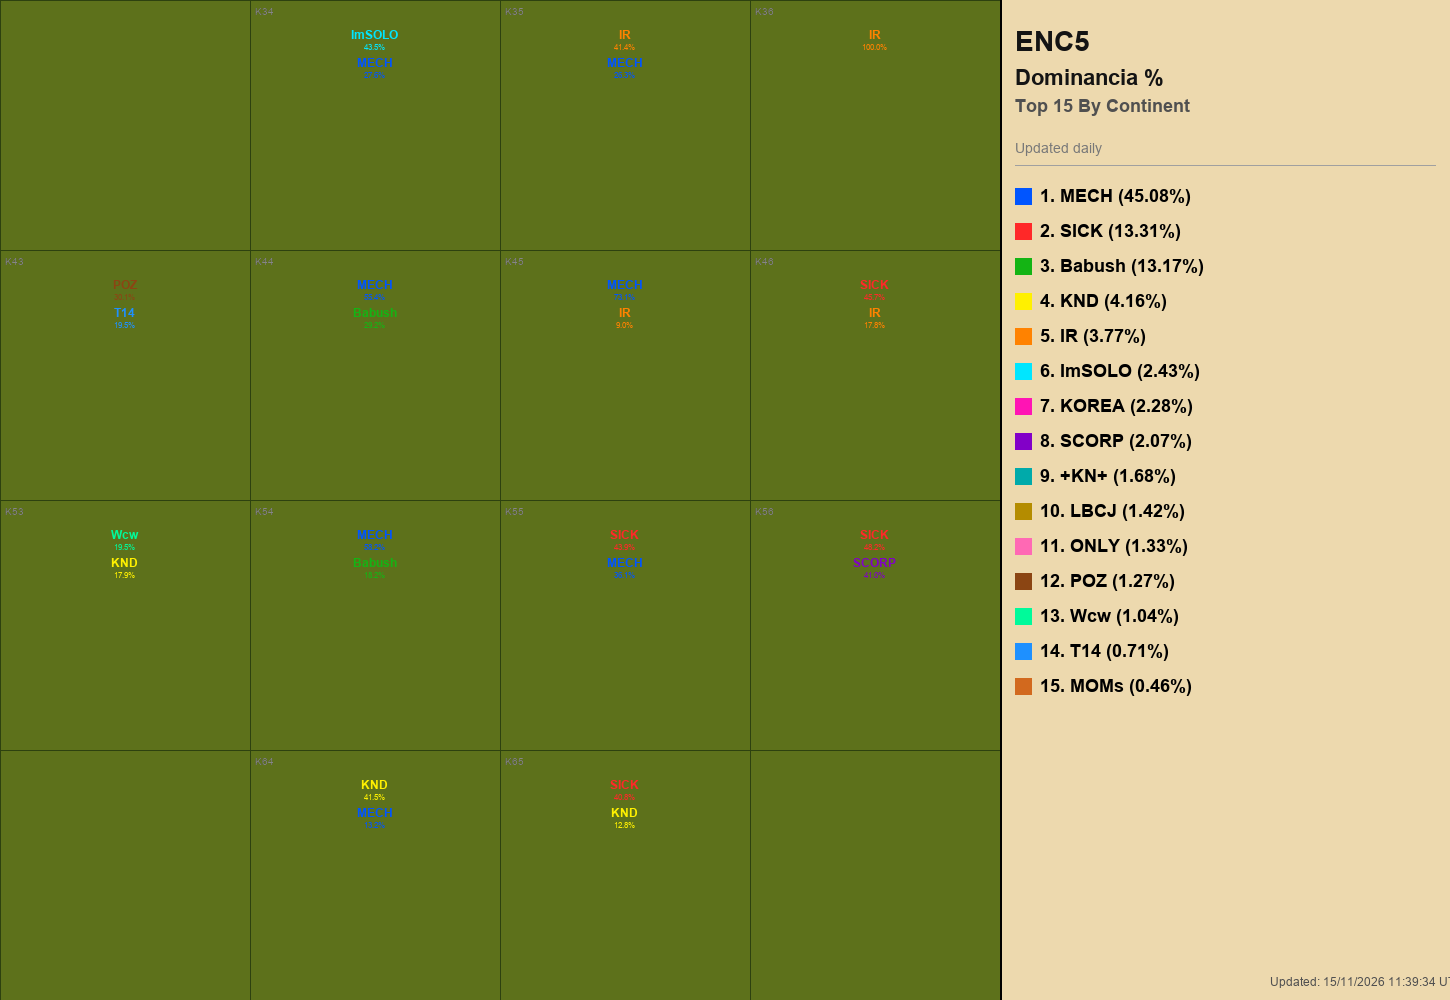 K34
ImSOLO
43.5%
MECH
K35
IR
41.4%
MECH
K36
IR
100.0%
K43
POZ
T14
K44
MECH
Babush
K45
MECH
IR
9.0%
K46
SICK
IR
17.8%
K53
Wcw
19.5%
KND
17.9%
K54
MECH
Babush
K55
SICK
MECH
K56
SICK
SCORP
41.0%
K64
KND
41.5%
MECH
K65
SICK
KND
12.8%
ENC5
Dominancia %
Top 15 By Continent
Updated daily
1. MECH (45.08%)
2. SICK (13.31%)
3. Babush (13.17%)
4. KND (4.16%)
5. IR (3.77%)
6. ImSOLO (2.43%)
7. KOREA (2.28%)
8. SCORP (2.07%)
9. +KN+ (1.68%)
10. LBCJ (1.42%)
11. ONLY (1.33%)
12. POZ (1.27%)
13. Wcw (1.04%)
14. T14 (0.71%)
15. MOMs (0.46%)
Updated: 15/11/2026 11:39:34